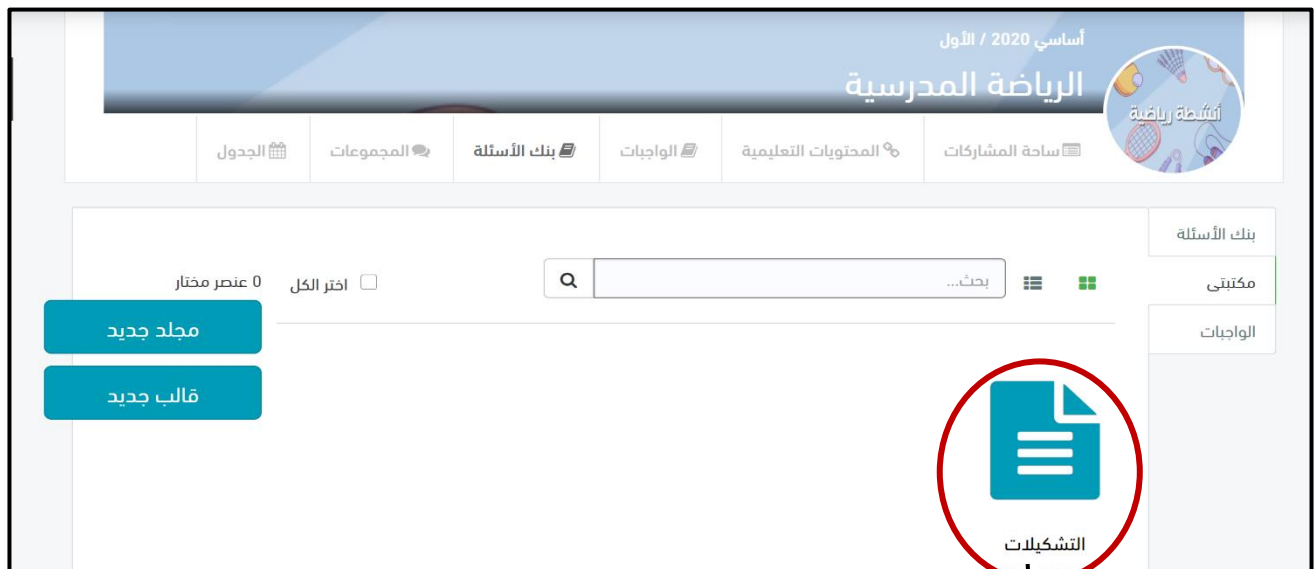 أساسي 2020 / الأول
الرياضة المدرسية
أنشطة رياضية
ساحة المشاركات
المحتويات التعليمية
الواجبات
بنك الأسئلة
المجموعات
الجدول
بنك الأسئلة
مكتبتي
الواجبات
بحث...
اختر الكل
0 عنصر مختار
مجلد جديد
قالب جديد
التشكيلات